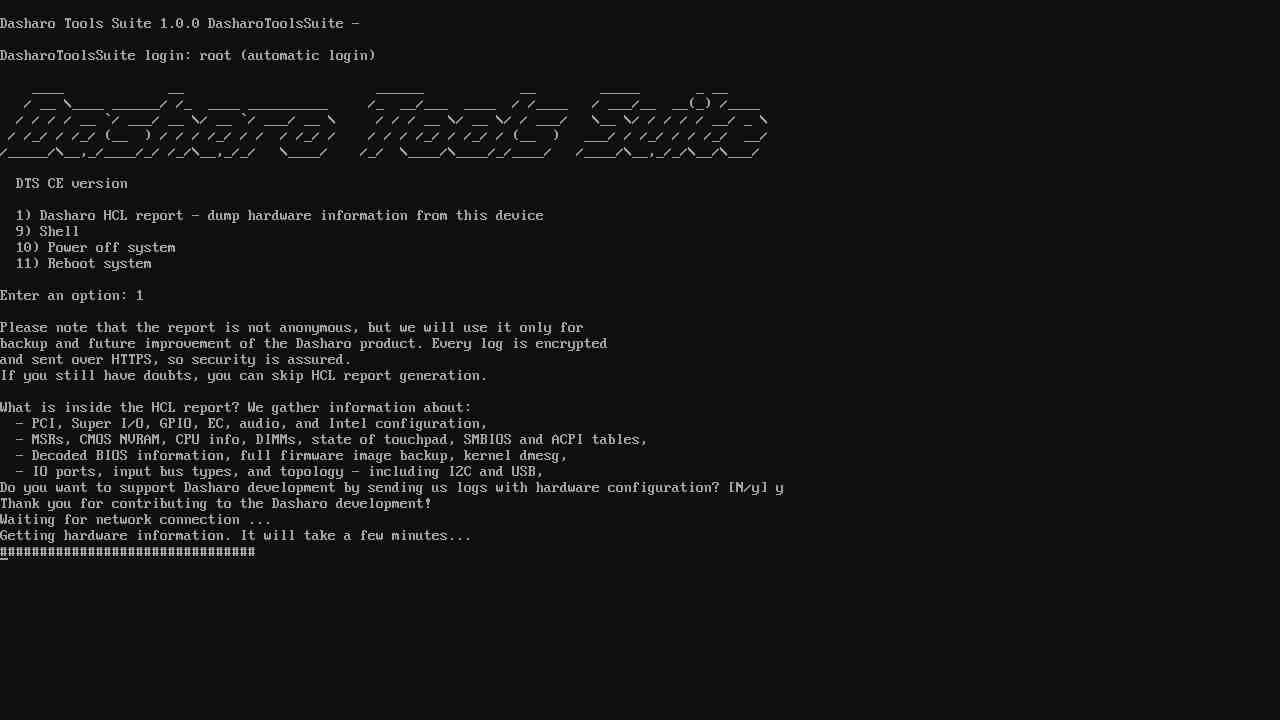 Dasharo Tools Suite 1.0.0 DasharoToolsSuite -
DasharoToolsSuite login: root (automatic login)
Dasharo Tools Suite
DTS CE version
1) Dasharo HCL report - dump hardware information from this device
9) Shell
10) Power off system
11) Reboot system
Enter an option: 1
Please note that the report is not anonymous, but we will use it only for
backup and future improvement of the Dasharo product. Every log is encrypted
and sent over HTTPS, so security is assured.
If you still have doubts, you can skip HCL report generation.
What is inside the HCL report? We gather information about:
- PCI, Super I/O, GPIO, EC, audio, and Intel configuration,
- MSRs, CMOS NVRAM, CPU info, DIMMs, state of touchpad, SMBIOS and ACPI tables,
- Decoded BIOS information, full firmware image backup, kernel dmesg,
- IO ports, input bus types, and topology - including I2C and USB,
Do you want to support Dasharo development by sending us logs with hardware configuration? [N/y] y
Thank you for contributing to the Dasharo development!
Waiting for network connection ...
Getting hardware information. It will take a few minutes...
################################